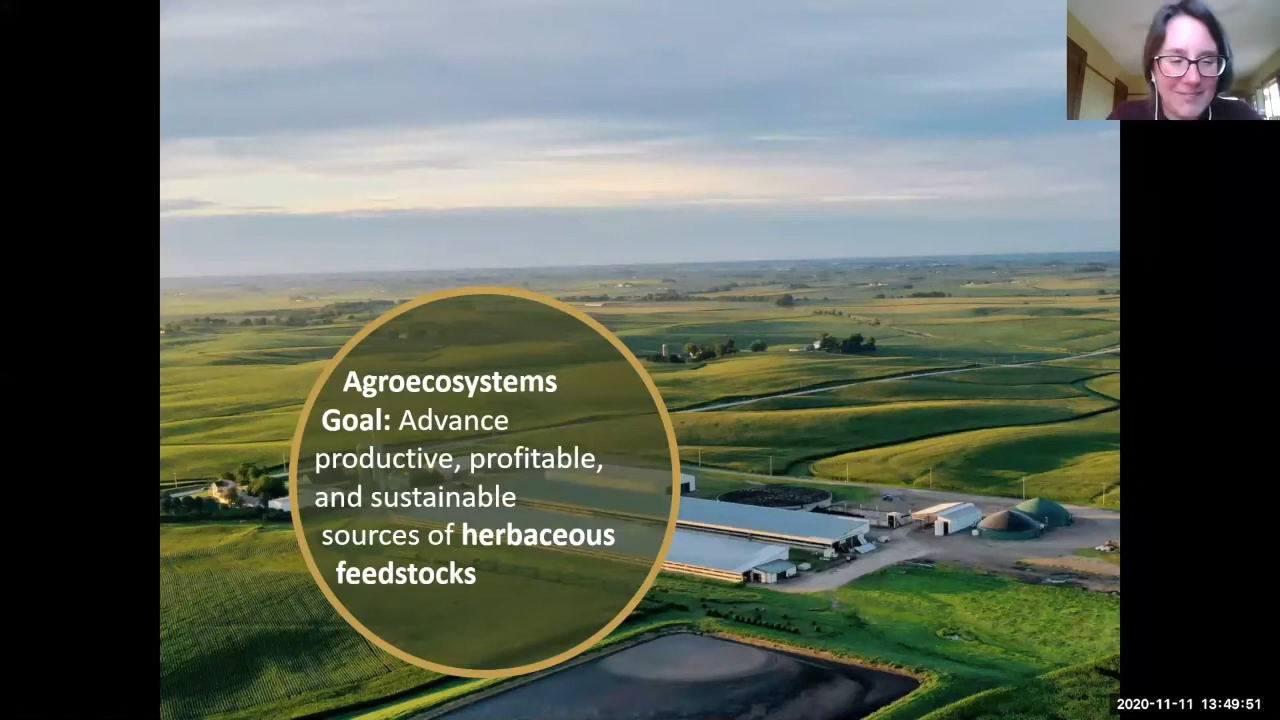 Agroecosystems
Goal: Advance
productive, profitable,
and sustainable
sources of herbaceous
feedstocks
2020-11-11 13:49:51